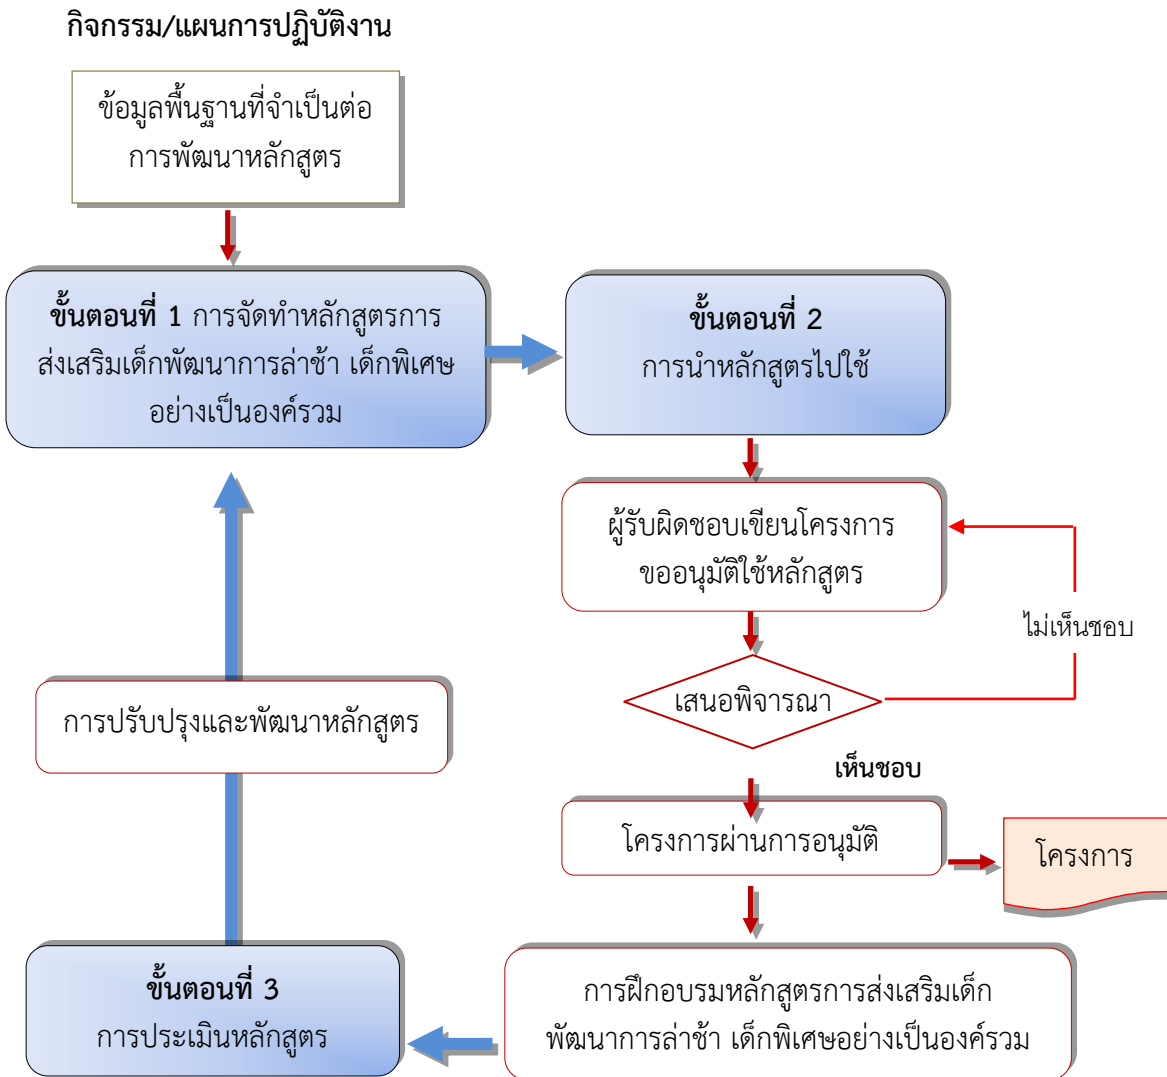 กิจกรรม/แผนการปฏิบัติงาน
ข้อมูลพื้นฐานที่จำเป็นต่อ
การพัฒนาหลักสูตร
ขั้นตอนที่ 1 การจัดทำหลักสูตรการ
ส่งเสริมเด็กพัฒนาการล่าช้า เด็กพิเศษ
อย่างเป็นองค์รวม
ขั้นตอนที่ 2
การนำหลักสูตรไปใช้
ผู้รับผิดชอบเขียนโครงการ
ขออนุมัติใช้หลักสูตร
ไม่เห็นชอบ
เสนอพิจารณา
การปรับปรุงและพัฒนาหลักสูตร
เห็นชอบ
โครงการผ่านการอนุมัติ
โครงการ
การฝึกอบรมหลักสูตรการส่งเสริมเด็ก
พัฒนาการล่าช้า เด็กพิเศษอย่างเป็นองค์รวม
ขั้นตอนที่ 3
การประเมินหลักสูตร